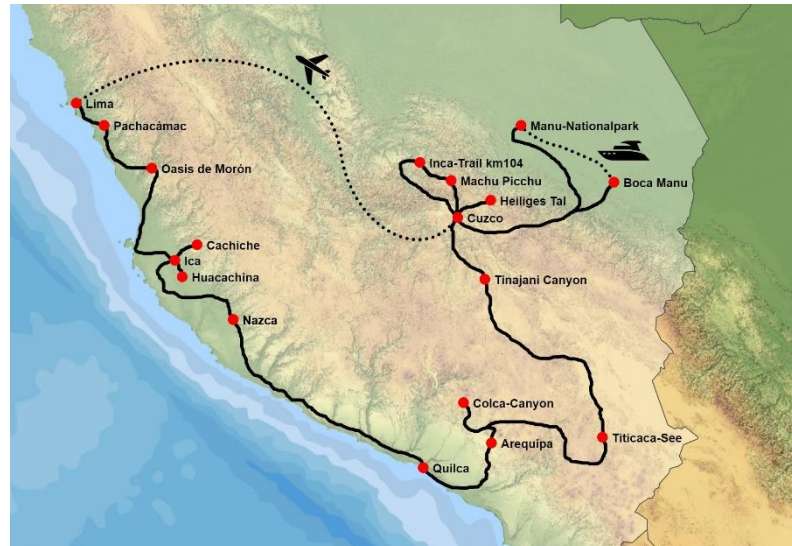 Lima
Pachacámac
Manu-Nationalpark
Inca-Trail km104
Oasis de Morón
Machu Picchu
Boca Manu
Heiliges Tal
Cuzco
Cachiche
Ica
Huacachina
Tinajani Canyon
Nazca
Colca-Canyon
Titicaca-See
Arequipa
Quilca